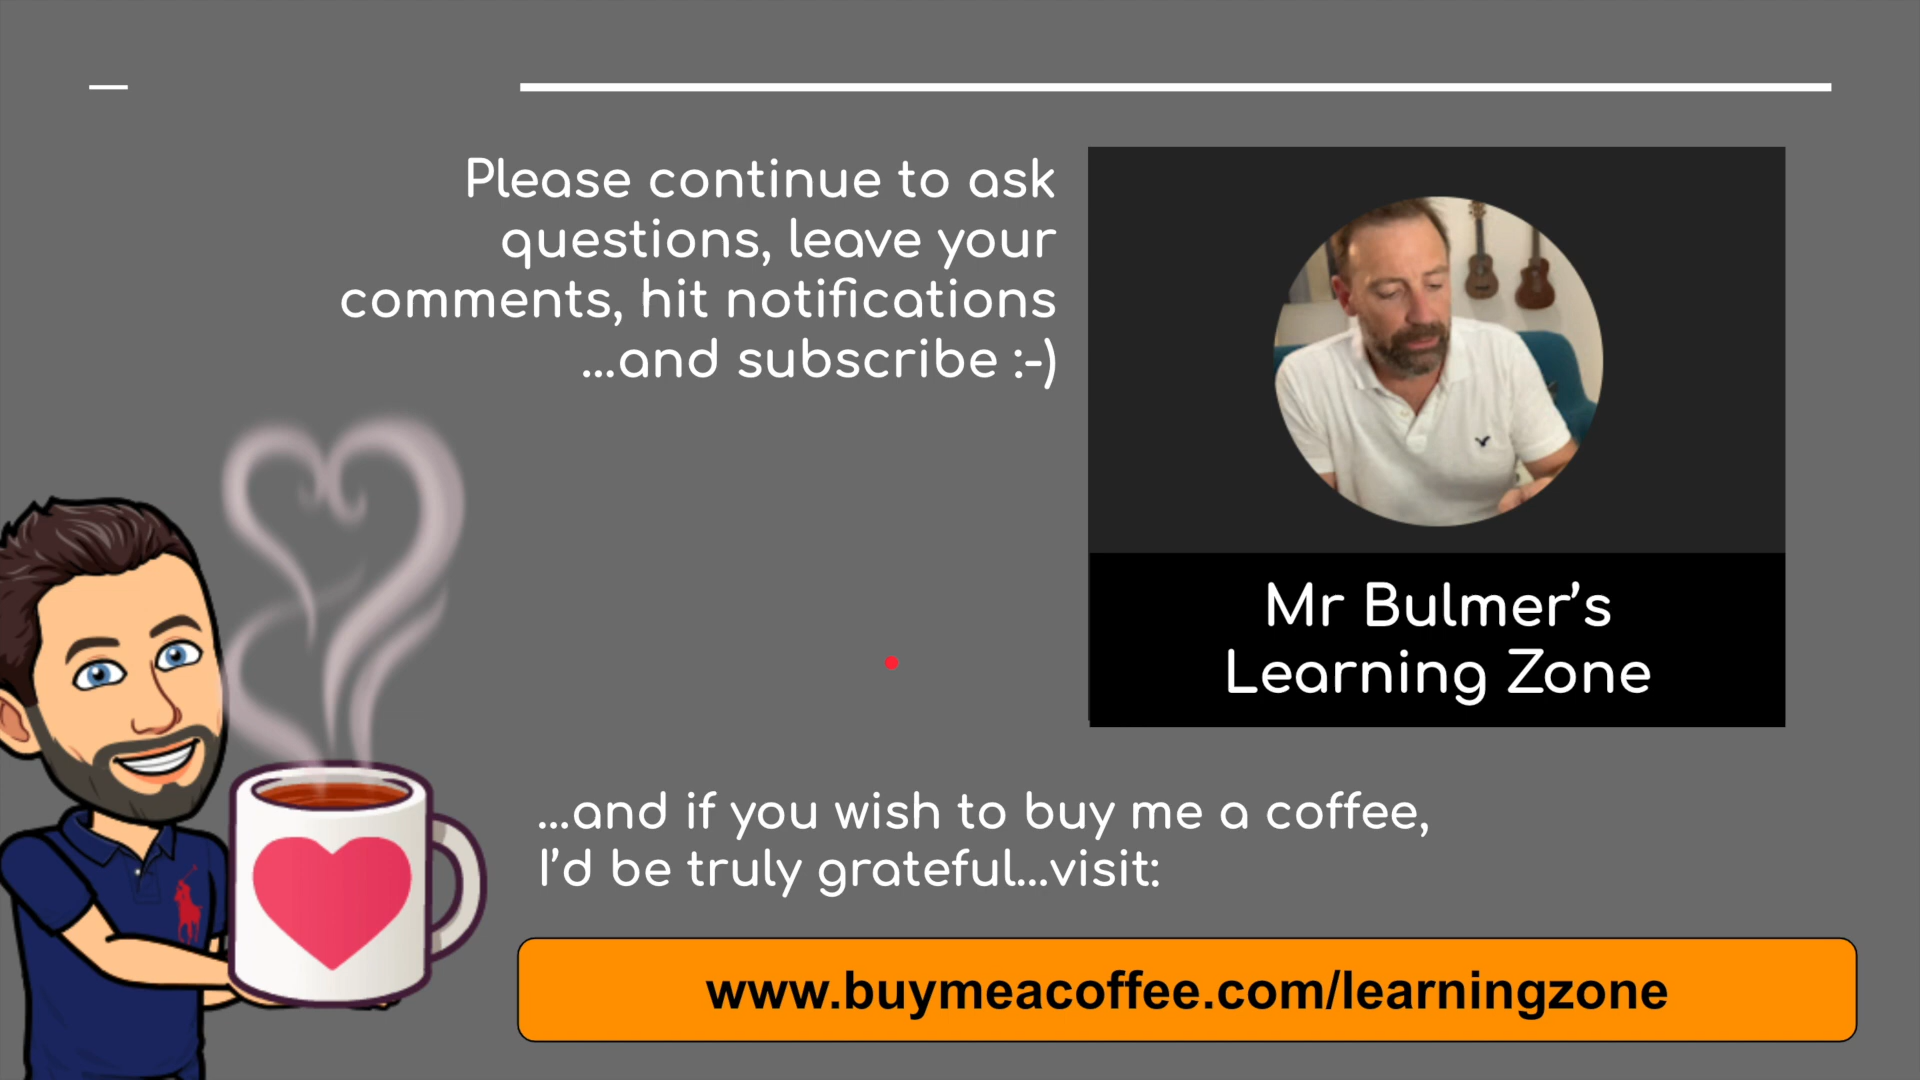 Please continue to ask
questions, leave your
comments, hit notifications
...and subscribe :-)
Mr Bulmer's
Learning Zone
...and if you wish to buy me a coffee,
I'd be truly grateful...visit:
www.buymeacoffee.com/learningzone